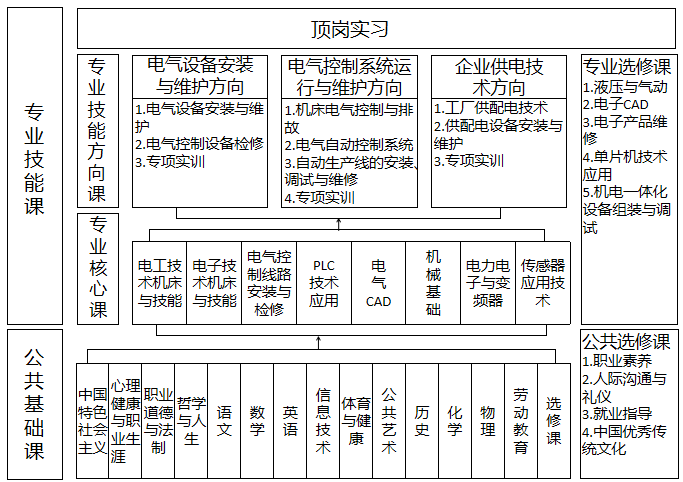 顶岗实习
专业技能课
专业技能方向课
电气设备安装
与维护方向
1.电气设备安装与维
护
2.电气控制设备检修
3.专项实训
电气控制系统运
行与维护方向
1.机床电气控制与排
故
2.电气自动控制系统
3.自动生产线的安装、
调试与维修
4.专项实训
企业供电技
术方向
1.工厂供配电技术
2.供配电设备安装与
维护
3.专项实训
专业选修课
1.液压与气动
2.电子CAD
3.电子产品维
修
4.单片机技术
应用
5.机电一体化
设备组装与调
试
专业核心课
电工技
术机床
与技能
电子技
术机床
与技能
电气控
制线路
安装与
检修
PLC
技术
应用
电
气
CAD
机
械
基
础
电力电
子与变
频器
传感器
应用技
术
公共基础课
中国
特色
社会
主义
心理
健康
与职
业生
涯
职业
道德
与法
制
哲学
与人
生
语
文
数
学
英
语
信
息
技
术
体育
与健
康
公
共
艺
术
历
史
化
学
物
理
劳
动
教
育
选
修
课
公共选修课
1.职业素养
2.人际沟通与
礼仪
3.就业指导
4.中国优秀传
统文化